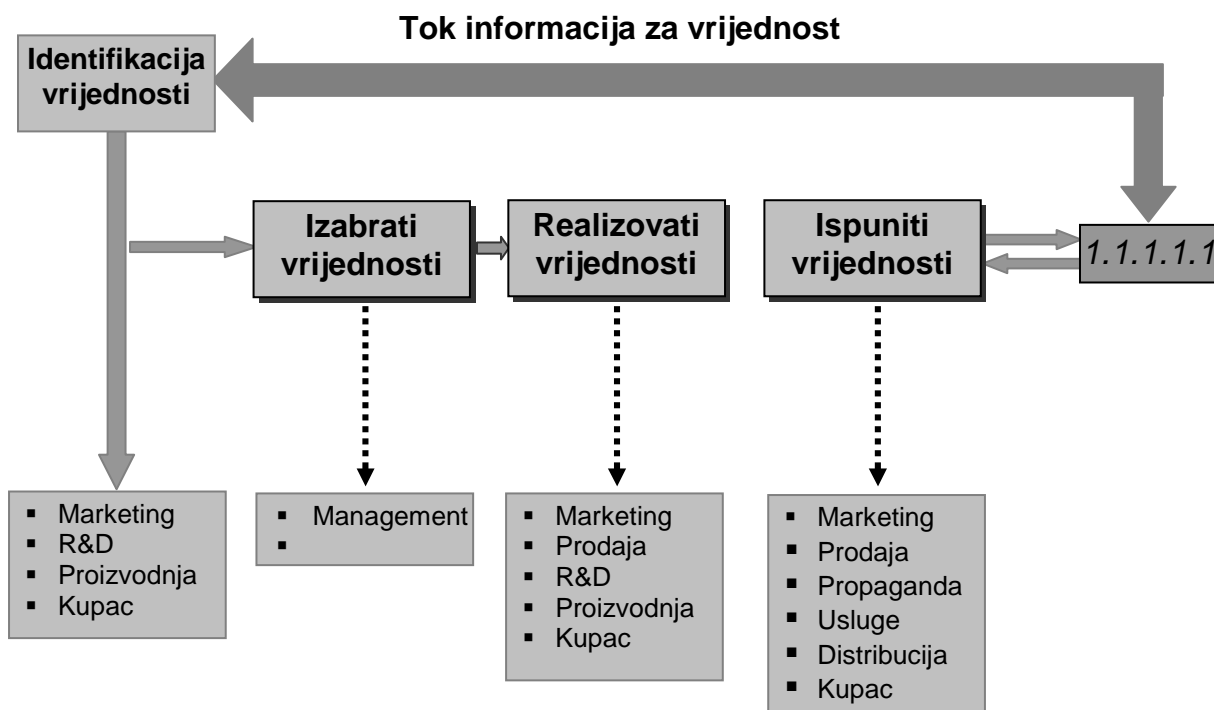 Tok informacija za vrijednost
Identifikacija
vrijednosti
Izabrati
vrijednosti
Realizovati
vrijednosti
Ispuniti
vrijednosti
1.1.1.1.1
▪ Marketing
▪ R&D
▪ Proizvodnja
▪ Kupac
▪ Management
▪
▪ Marketing
▪ Prodaja
▪ R&D
▪ Proizvodnja
▪ Kupac
▪ Marketing
▪ Prodaja
▪ Propaganda
▪ Usluge
▪ Distribucija
▪ Kupac